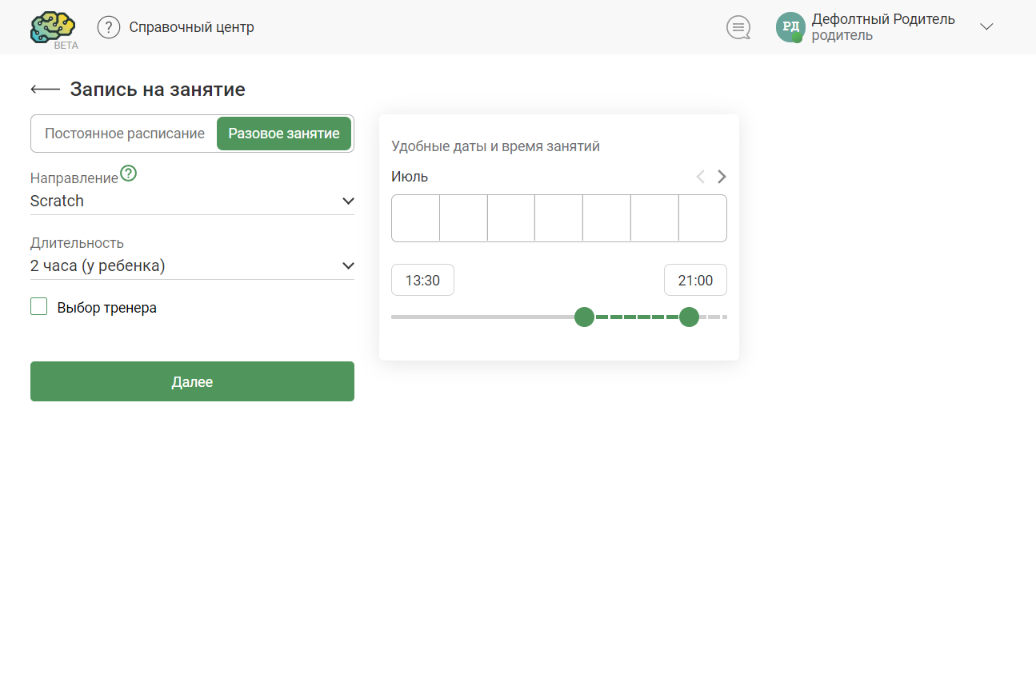 BETA
? Справочный центр
РД
Дефолтный Родитель
родитель
Запись на занятие
Постоянное расписание
Разовое занятие
Направление ?
Scratch
Длительность
2 часа (у ребенка)
Выбор тренера
Далее
Удобные даты и время занятий
Июль
13:30
21:00